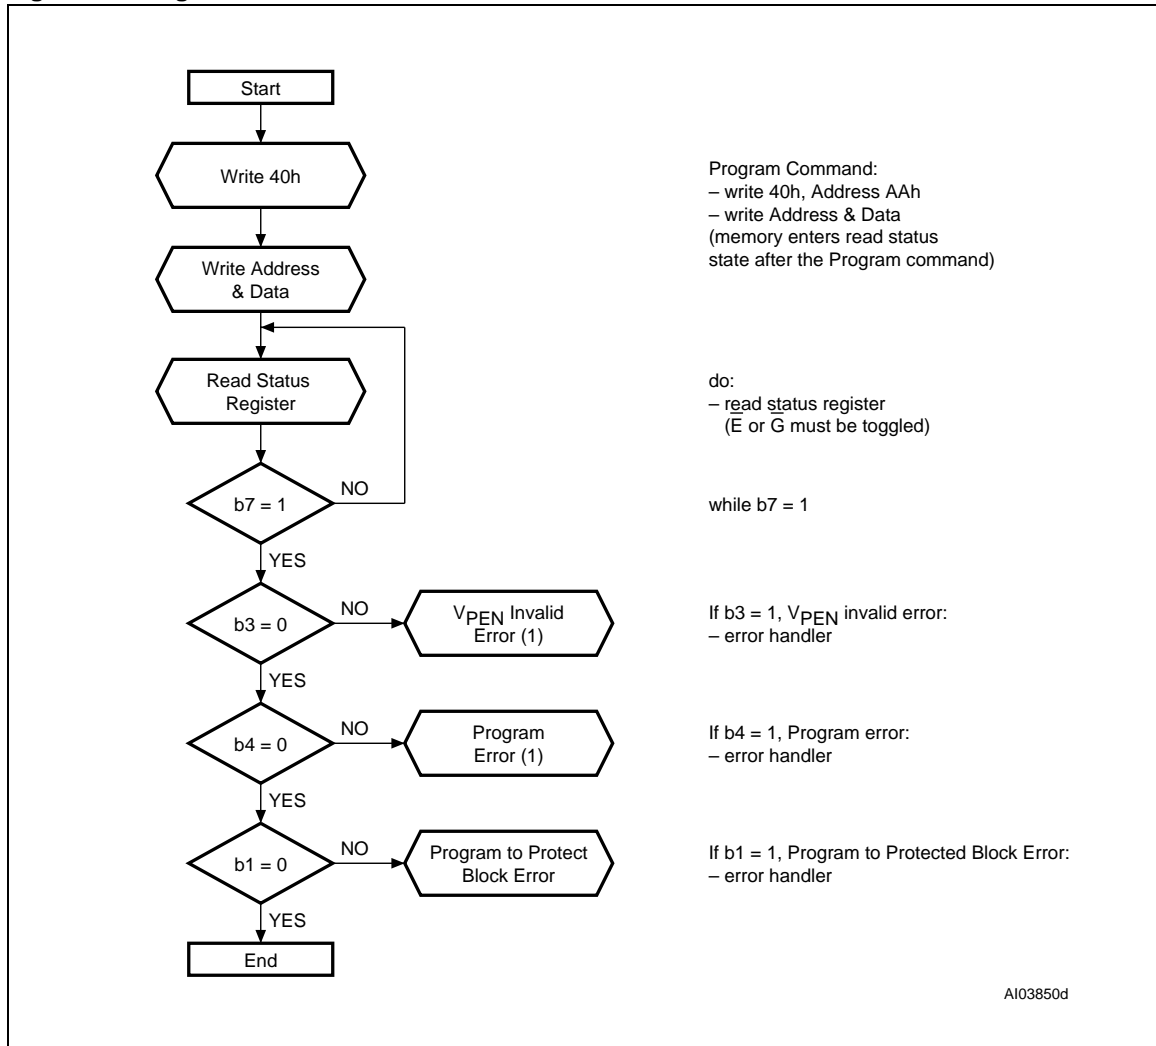 Start
Write 40h
Program Command:
– write 40h, Address AAh
– write Address & Data
(memory enters read status
state after the Program command)
Write Address
& Data
Read Status
Register
do:
– read status register
(E̅ or G̅ must be toggled)
b7 = 1
NO
while b7 = 1
YES
b3 = 0
NO
VPEN Invalid
Error (1)
If b3 = 1, VPEN invalid error:
– error handler
YES
b4 = 0
NO
Program
Error (1)
If b4 = 1, Program error:
– error handler
YES
b1 = 0
NO
Program to Protect
Block Error
If b1 = 1, Program to Protected Block Error:
– error handler
YES
End
AI03850d